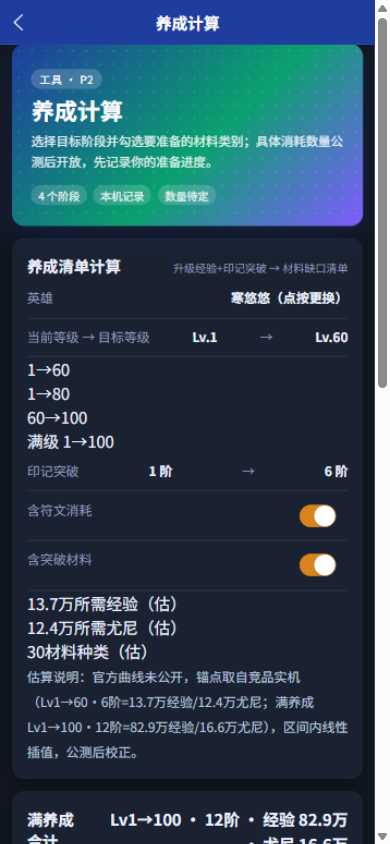 养成计算
工具 · P2
养成计算
选择目标阶段并勾选要准备的材料类别；具体消耗数量公
测后开放，先记录你的准备进度。
4 个阶段 本机记录 数量待定
养成清单计算 升级经验+印记突破 → 材料缺口清单
英雄 寒悠悠（点按更换）
当前等级 → 目标等级 Lv.1 → Lv.60
1→60
1→80
60→100
满级 1→100
印记突破 1 阶 → 6 阶
含符文消耗
含突破材料
13.7万所需经验（估）
12.4万所需尤尼（估）
30材料种类（估）
估算说明：官方曲线未公开，锚点取自竞品实机
（Lv1→60·6阶=13.7万经验/12.4万尤尼；满养成
Lv1→100·12阶=82.9万经验/16.6万尤尼），区间内线性
插值，公测后校正。
满养成 Lv1→100 · 12阶 · 经验 82.9万
合计 · 尤尼 16.6万